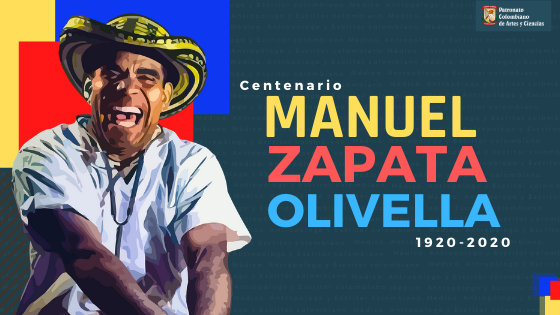 Patronato
Colombiano
de Artes y Ciencias
Centenario
MANUEL
ZAPATA
OLIVELLA
1920-2020